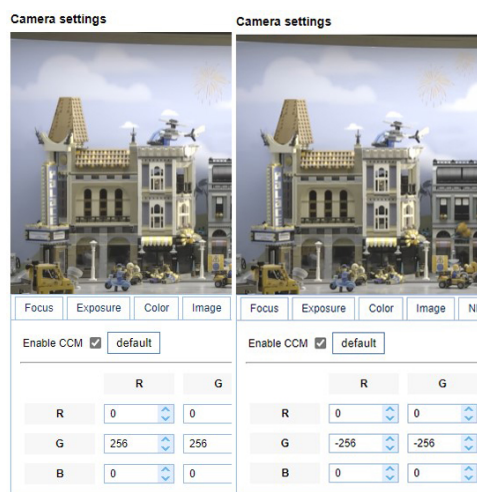 Camera settings
Focus Exposure Color Image
Enable CCM default
R G
R 0 0
G 256 256
B 0 0
Camera settings
Focus Exposure Color Image
Enable CCM default
R G
R 0 0
G -256 -256
B 0 0